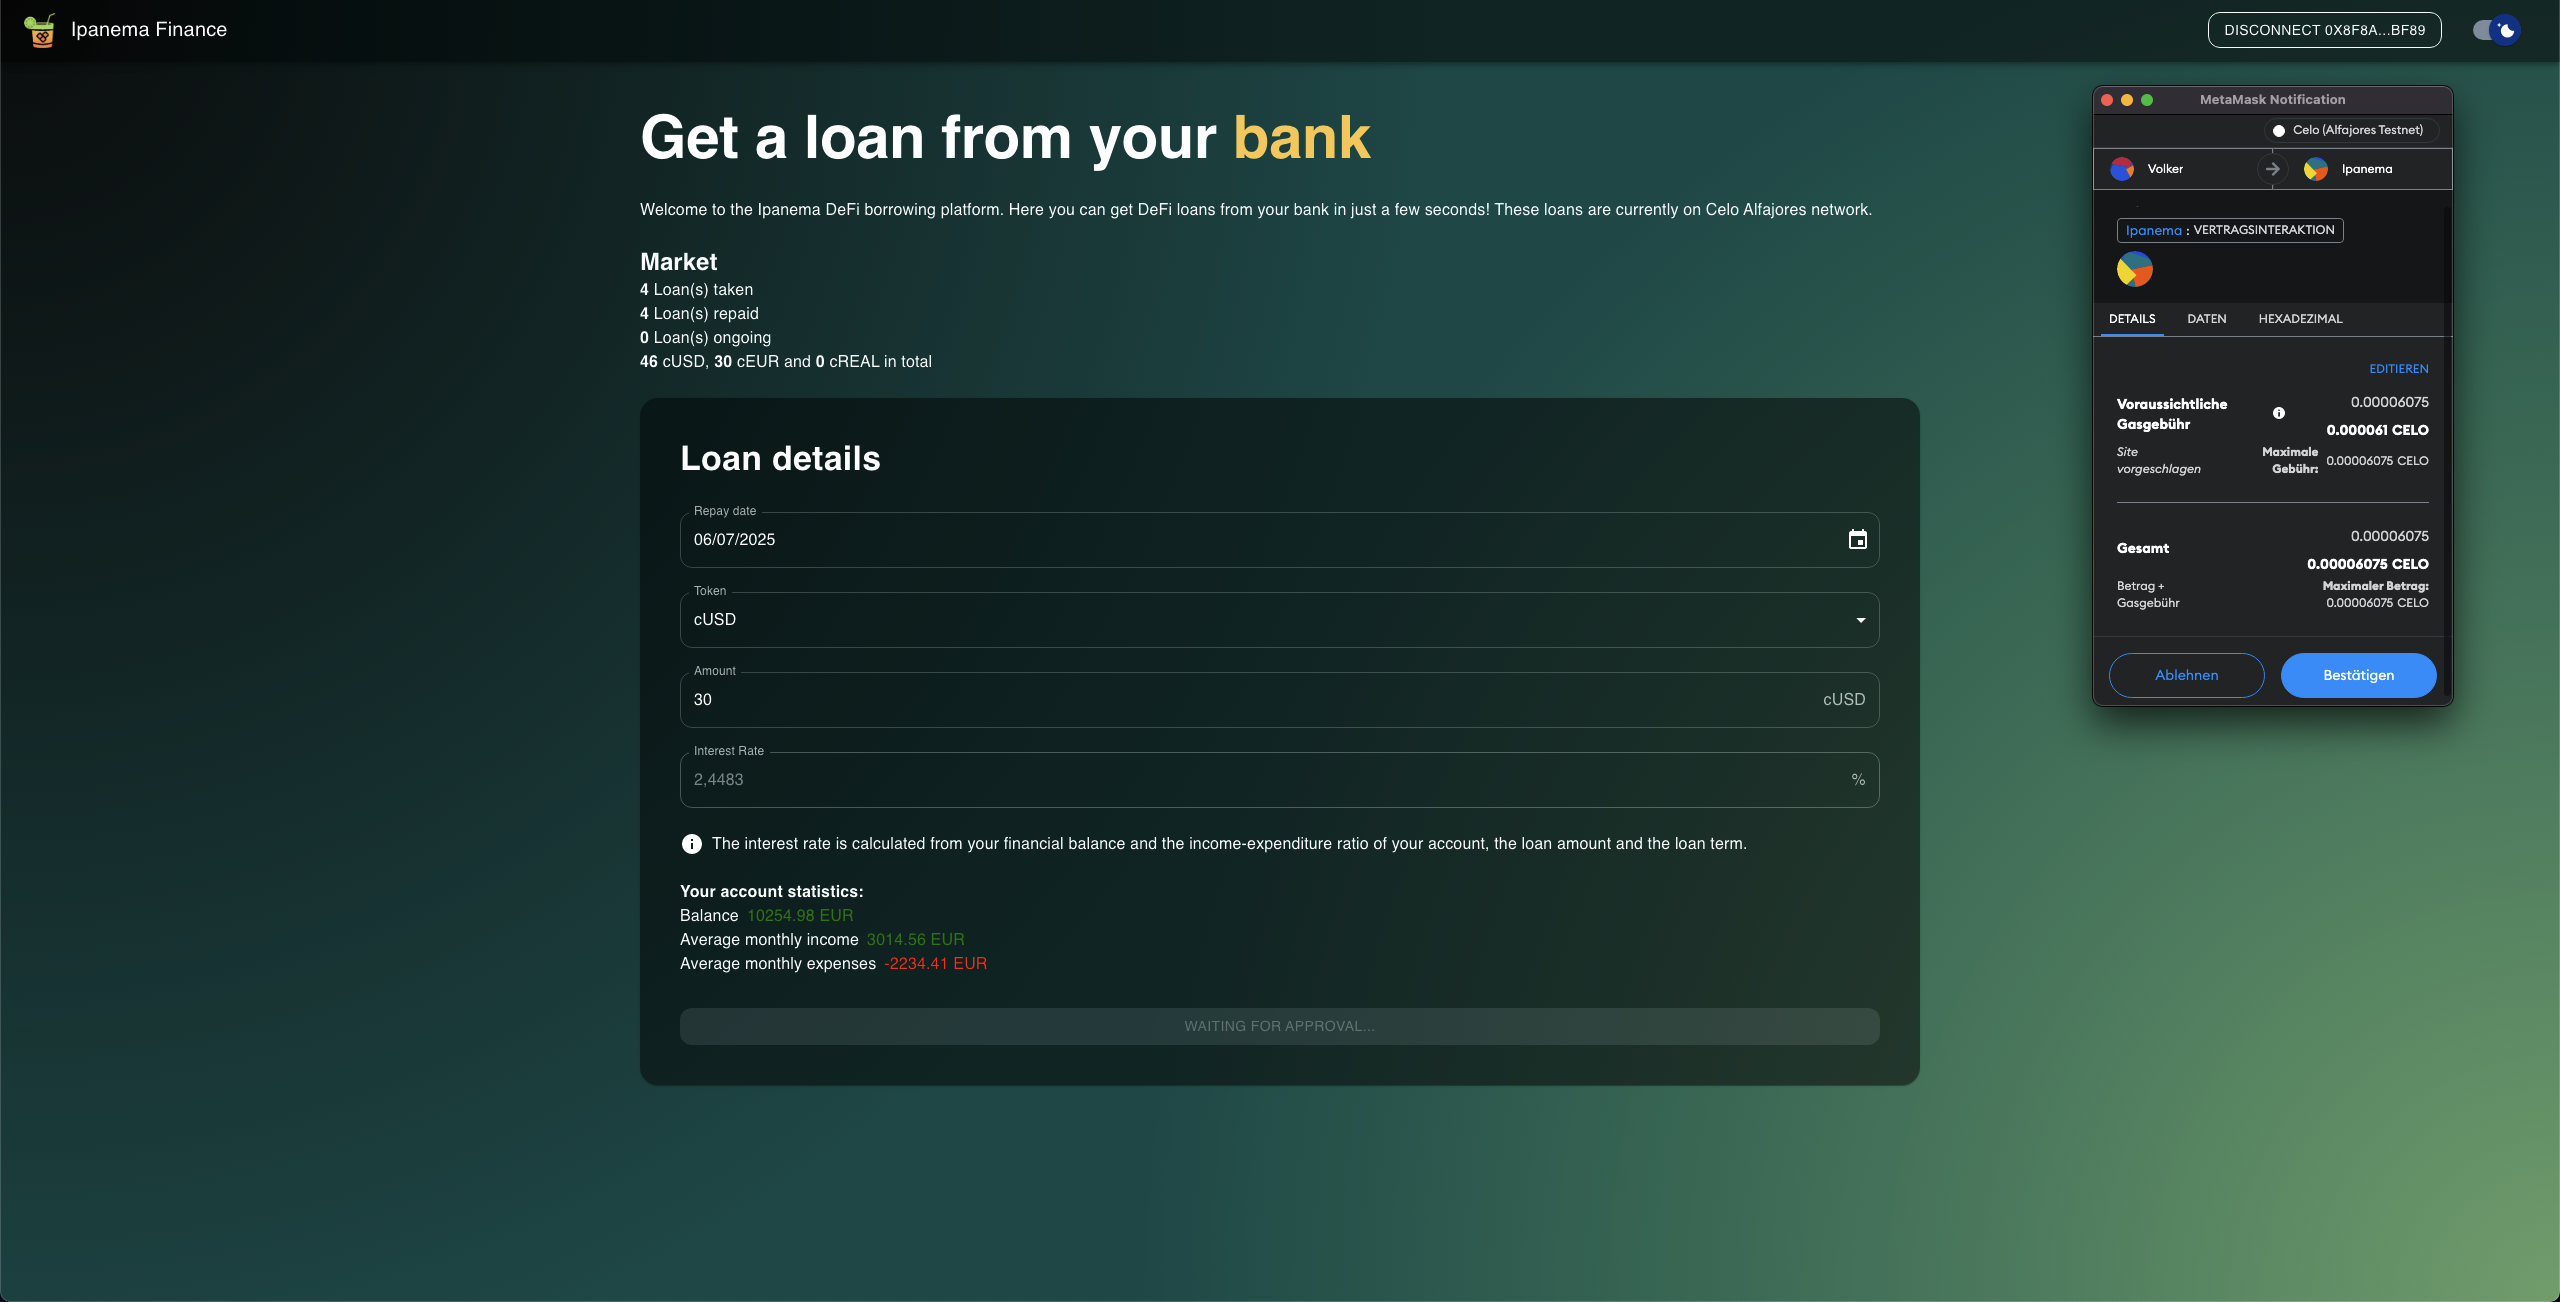 Ipanema Finance
DISCONNECT 0X8F8A...BF89
Get a loan from your bank
Welcome to the Ipanema DeFi borrowing platform. Here you can get DeFi loans from your bank in just a few seconds! These loans are currently on Celo Alfajores network.
Market
4 Loan(s) taken
4 Loan(s) repaid
0 Loan(s) ongoing
46 cUSD, 30 cEUR and 0 cREAL in total
Loan details
Repay date
06/07/2025
Token
cUSD
Amount
30 cUSD
Interest Rate
2,4483 %
The interest rate is calculated from your financial balance and the income-expenditure ratio of your account, the loan amount and the loan term.
Your account statistics:
Balance 10254.98 EUR
Average monthly income 3014.56 EUR
Average monthly expenses -2234.41 EUR
WAITING FOR APPROVAL...
MetaMask Notification
Celo (Alfajores Testnet)
Volker
Ipanema
Ipanema : VERTRAGSINTERAKTION
DETAILS DATEN HEXADEZIMAL
EDITIEREN
Voraussichtliche
Gasgebühr
0.00006075
0.000061 CELO
Site
vorgeschlagen
Maximale
Gebühr:
0.00006075 CELO
Gesamt
0.00006075
0.00006075 CELO
Betrag +
Gasgebühr
Maximaler Betrag:
0.00006075 CELO
Ablehnen
Bestätigen